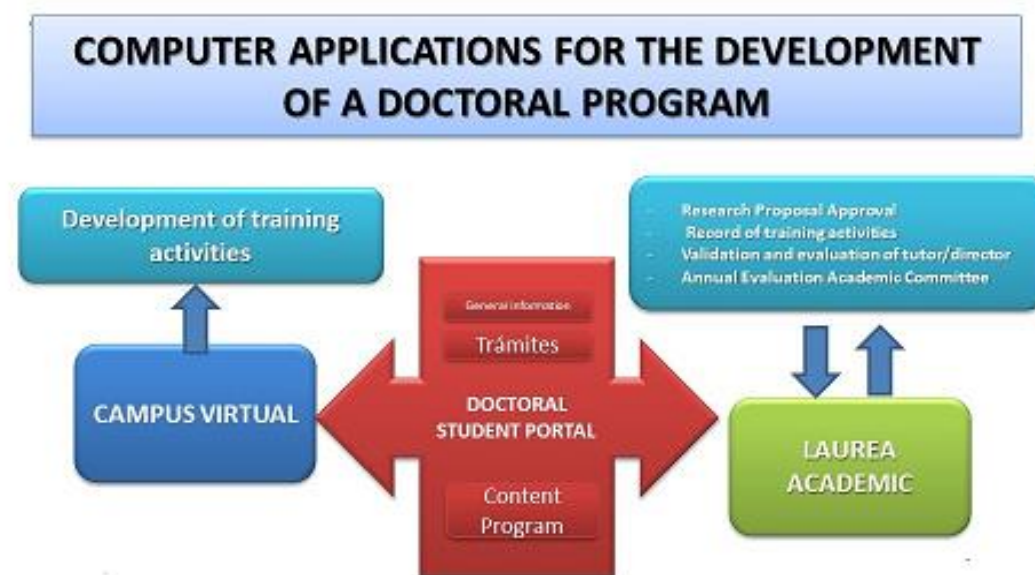 COMPUTER APPLICATIONS FOR THE DEVELOPMENT
OF A DOCTORAL PROGRAM
Development of training
activities
- Research Proposal Approval
- Record of training activities
- Validation and evaluation of tutor/director
- Annual Evaluation Academic Committee
General information
Trámites
CAMPUS VIRTUAL
DOCTORAL
STUDENT PORTAL
LAUREA
ACADEMIC
Content
Program